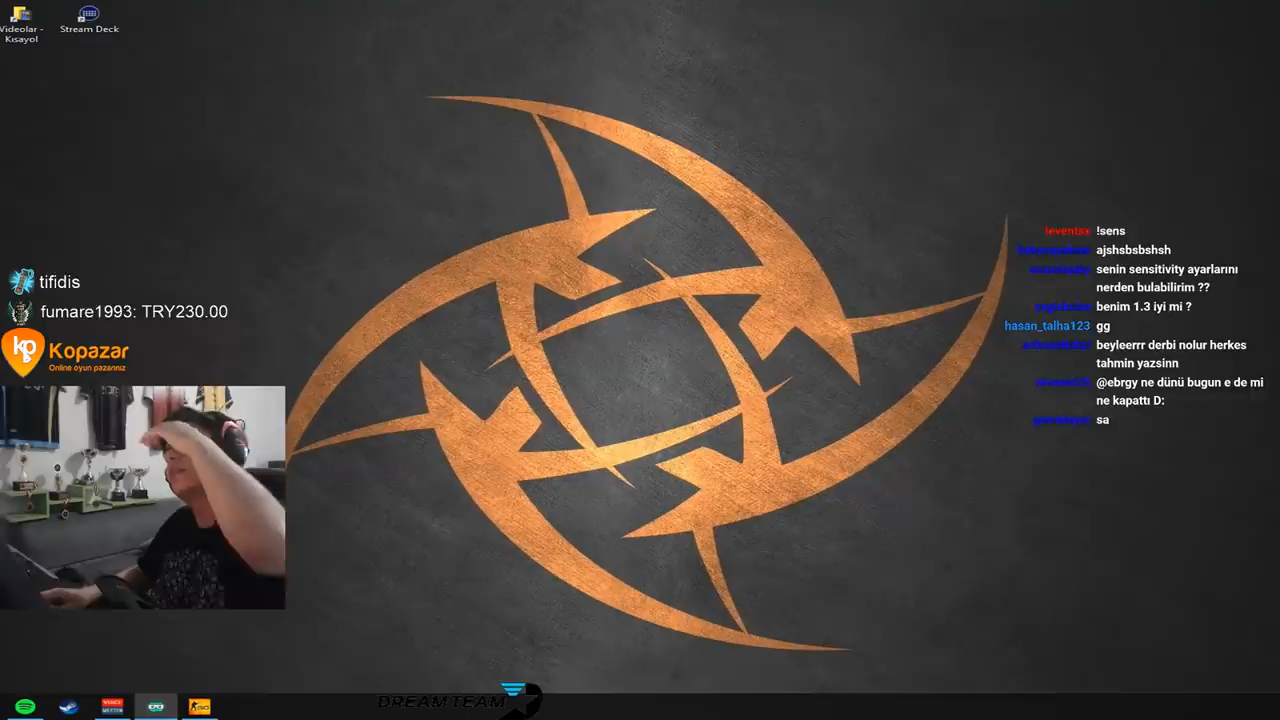 Videolar -
Kısayol
Stream Deck
tifidis
fumare1993: TRY230.00
kp
Kopazar
Online oyun pazarınız
leventsx !sens
ajshsbsbshsh
senin sensitivity ayarlarını
nerden bulabilirim ??
benim 1.3 iyi mi ?
hasan_talha123 gg
beyleerrr derbi nolur herkes
tahmin yazsinn
@ebrgy ne dünü bugun e de mi
ne kapattı D:
sa
DREAMTEAM